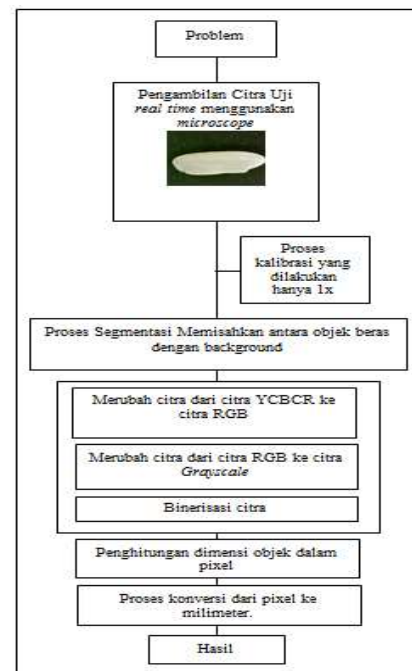 Problem
Pengambilan Citra Uji
real time menggunakan
microscope
Proses
kalibrasi yang
dilakukan
hanya 1x
Proses Segmentasi Memisahkan antara objek beras
dengan background
Merubah citra dari citra YCBCR ke
citra RGB
Merubah citra dari citra RGB ke citra
Grayscale
Binerisasi citra
Penghitungan dimensi objek dalam
pixel
Proses konversi dari pixel ke
milimeter.
Hasil